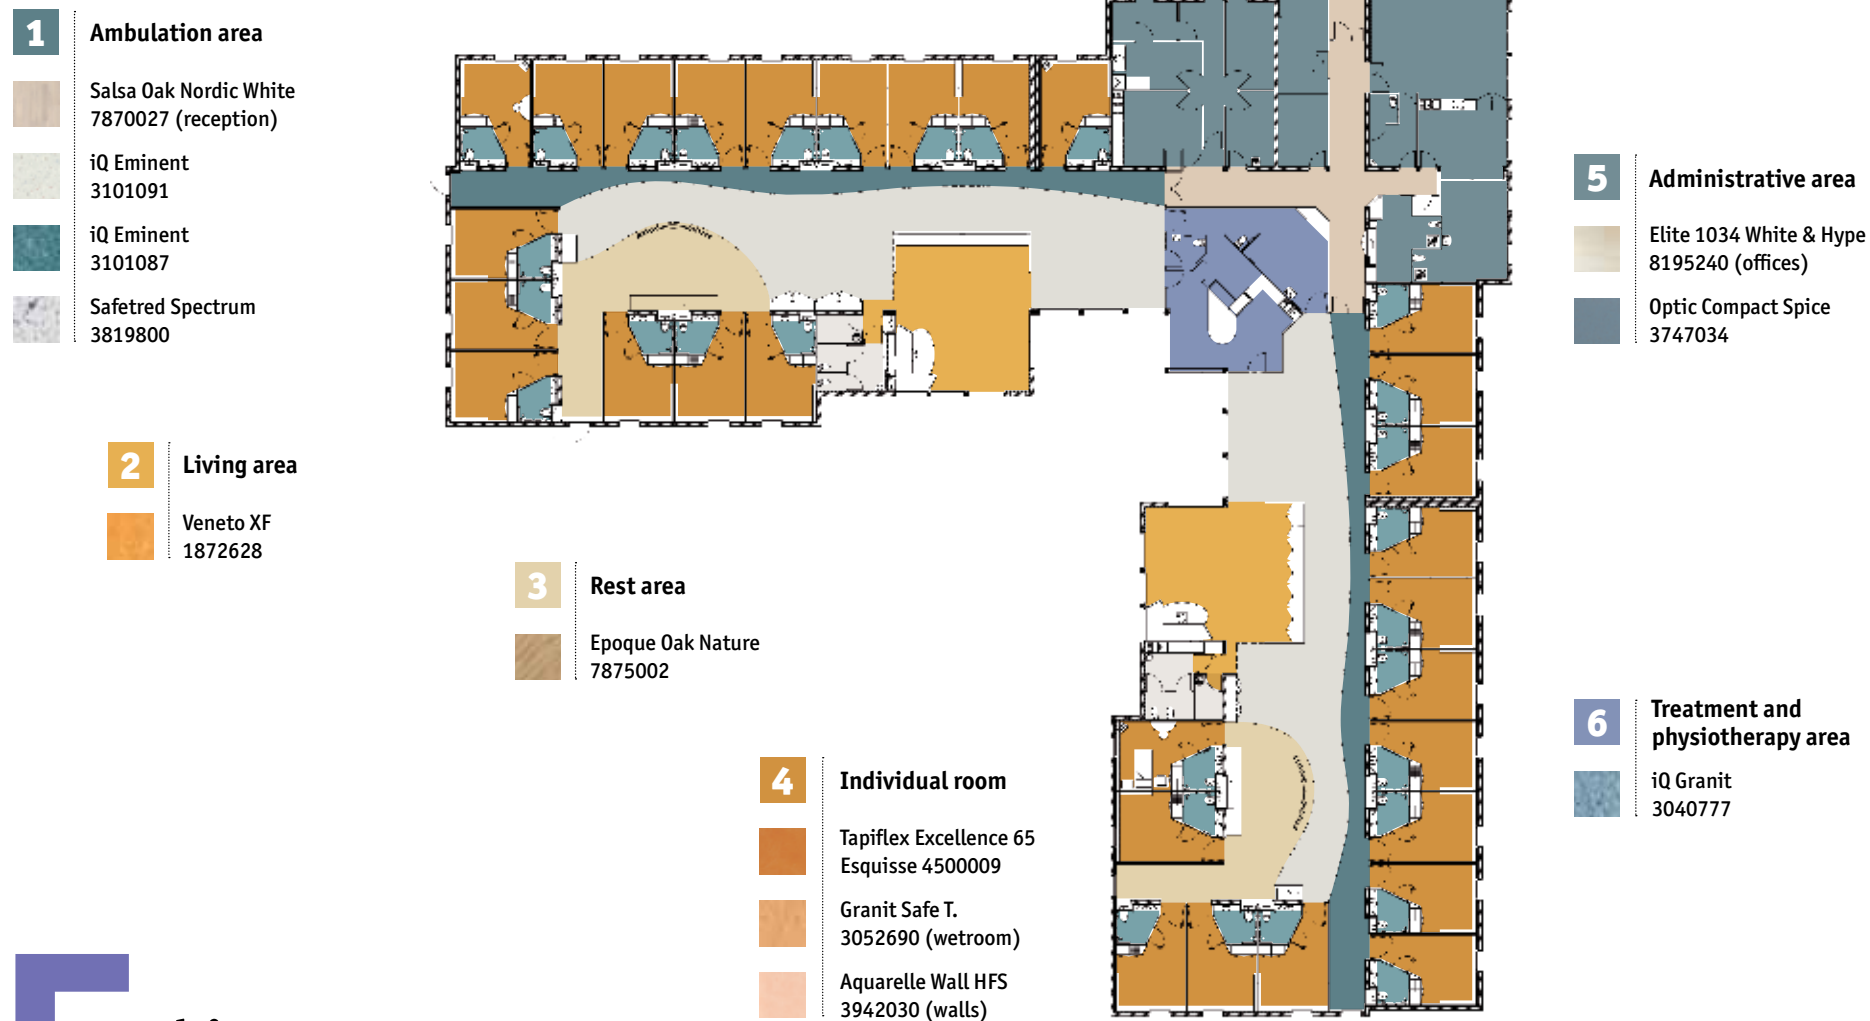 1 Ambulation area
Salsa Oak Nordic White
7870027 (reception)
iQ Eminent
3101091
iQ Eminent
3101087
Safetred Spectrum
3819800
2 Living area
Veneto XF
1872628
3 Rest area
Epoque Oak Nature
7875002
4 Individual room
Tapiflex Excellence 65
Esquisse 4500009
Granit Safe T.
3052690 (wetroom)
Aquarelle Wall HFS
3942030 (walls)
5 Administrative area
Elite 1034 White & Hype
8195240 (offices)
Optic Compact Spice
3747034
6 Treatment and
physiotherapy area
iQ Granit
3040777